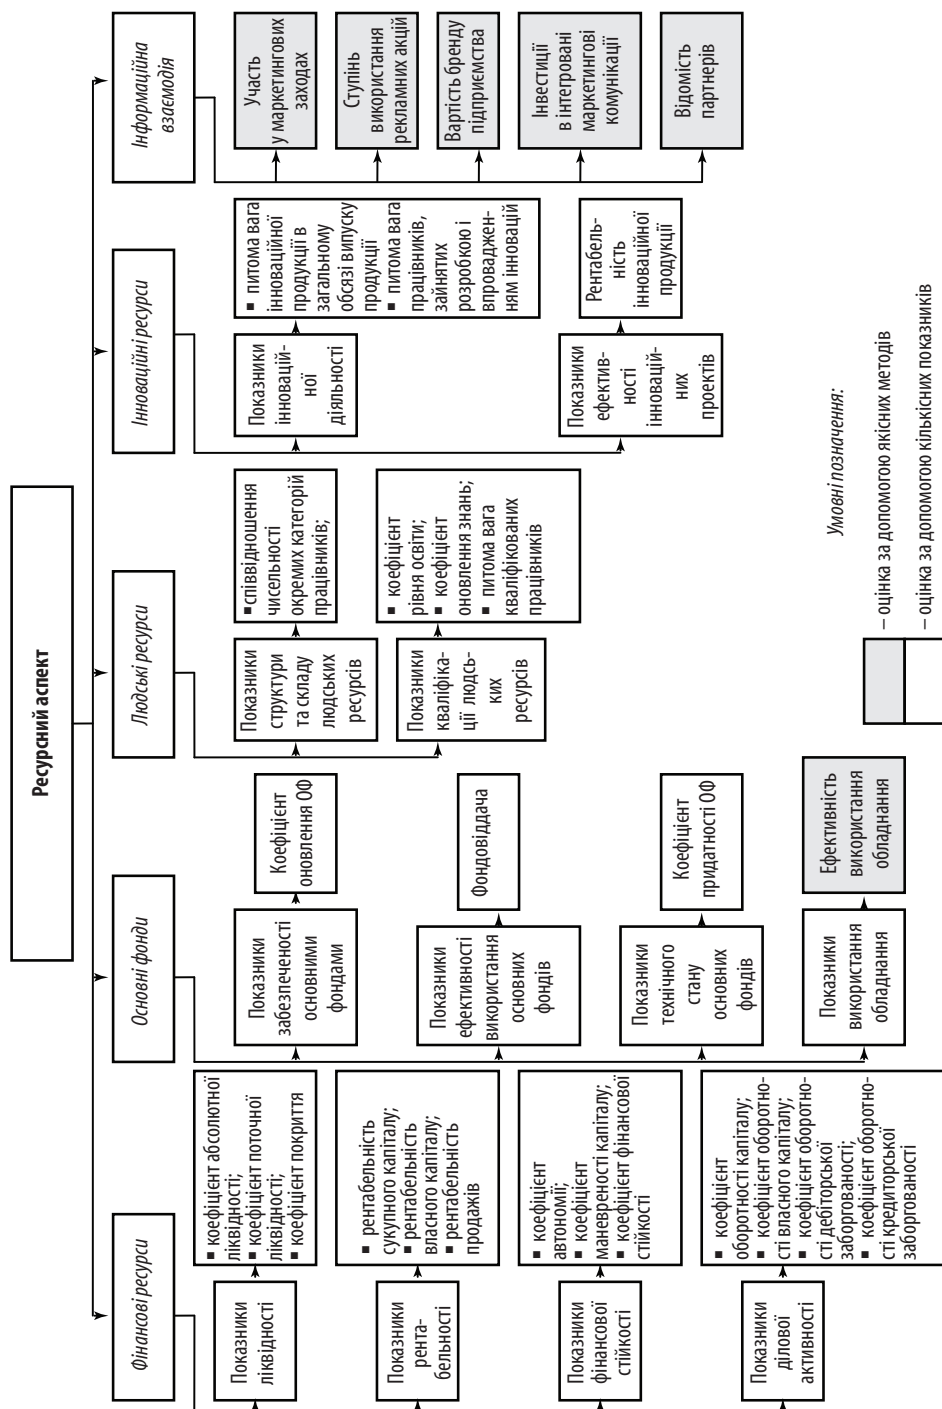 Ресурсний аспект
Фінансові ресурси
Показники
ліквідності
■ коефіцієнт абсолютної
ліквідності;
■ коефіцієнт поточної
ліквідності;
■ коефіцієнт покриття
Показники
рента-
бельності
■ рентабельність
сукупного капіталу;
■ рентабельність
власного капіталу;
■ рентабельність
продажів
Показники
фінансової
стійкості
■ коефіцієнт
автономії;
■ коефіцієнт
маневреності капіталу;
■ коефіцієнт фінансової
стійкості
Показники
ділової
активності
■ коефіцієнт
оборотності капіталу;
■ коефіцієнт оборотно-
сті власного капіталу;
■ коефіцієнт оборотно-
сті дебіторської
заборгованості;
■ коефіцієнт оборотно-
сті кредиторської
заборгованості
Основні фонди
Показники
забезпеченості
основними
фондами
Коефіцієнт
оновлення ОФ
Показники
ефективності
використання
основних
фондів
Фондовіддача
Показники
технічного
стану
основних
фондів
Коефіцієнт
придатності ОФ
Показники
використання
обладнання
Ефективність
використання
обладнання
Людські ресурси
Показники
структури
та складу
людських
ресурсів
■ співвідношення
чисельності
окремих категорій
працівників;
Показники
кваліфіка-
ції людсь-
ких
ресурсів
■ коефіцієнт
рівня освіти;
■ коефіцієнт
оновлення знань;
■ питома вага
кваліфікованих
працівників
Інноваційні ресурси
Показники
інновацій-
ної
діяльності
■ питома вага
інноваційної
продукції в
загальному
обсязі випуску
продукції
■ питома вага
працівників,
зайнятих
розробкою і
впроваджен-
ням інновацій
Показники
ефектив-
ності
інновацій-
них
проектів
Рентабель-
ність
інноваційної
продукції
Інформаційна
взаємодія
Участь
у маркетингових
заходах
Ступінь
використання
рекламних акцій
Вартість бренду
підприємства
Інвестиції
в інтегровані
маркетингові
комунікації
Відомість
партнерів
Умовні позначення:
– оцінка за допомогою якісних методів
– оцінка за допомогою кількісних показників